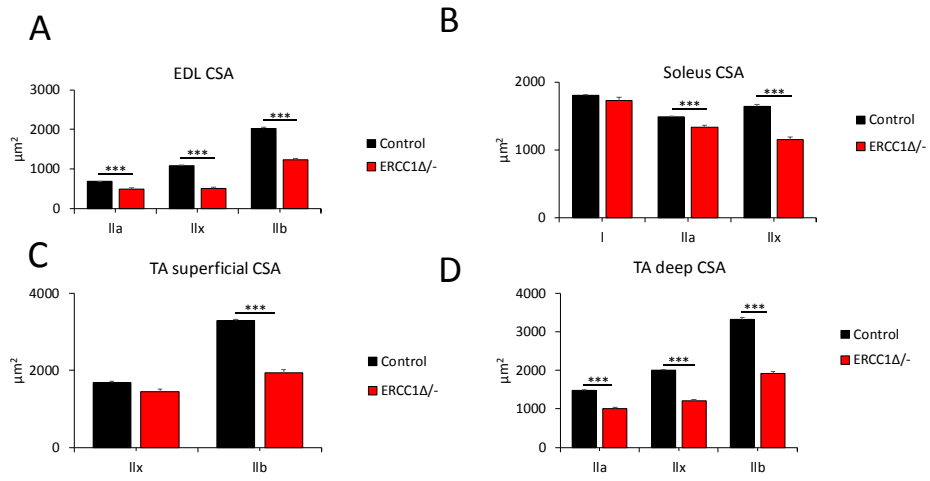 A
EDL CSA
3000
2000
1000
0
µm²
***
***
***
IIa
IIx
IIb
Control
ERCC1Δ/-
B
Soleus CSA
2000
1000
0
µm²
***
***
I
IIa
IIx
Control
ERCC1Δ/-
C
TA superficial CSA
4000
2000
0
µm²
***
IIx
IIb
Control
ERCC1Δ/-
D
TA deep CSA
4000
3000
2000
1000
0
µm²
***
***
***
IIa
IIx
IIb
Control
ERCC1Δ/-